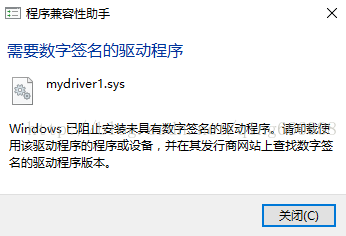 程序兼容性助手
需要数字签名的驱动程序
mydriver1.sys
Windows 已阻止安装未具有数字签名的驱动程序。请卸载使
用该驱动程序的程序或设备，并在其发行商网站上查找数字签
名的驱动程序版本。
关闭(C)